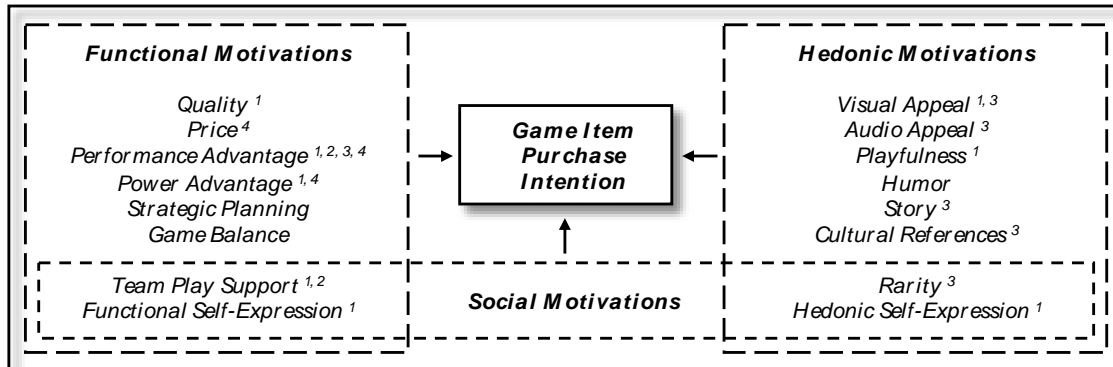 Functional Motivations
Quality 1
Price 4
Performance Advantage 1, 2, 3, 4
Power Advantage 1, 4
Strategic Planning
Game Balance
Team Play Support 1, 2
Functional Self-Expression 1
Game Item
Purchase
Intention
Social Motivations
Hedonic Motivations
Visual Appeal 1, 3
Audio Appeal 3
Playfulness 1
Humor
Story 3
Cultural References 3
Rarity 3
Hedonic Self-Expression 1